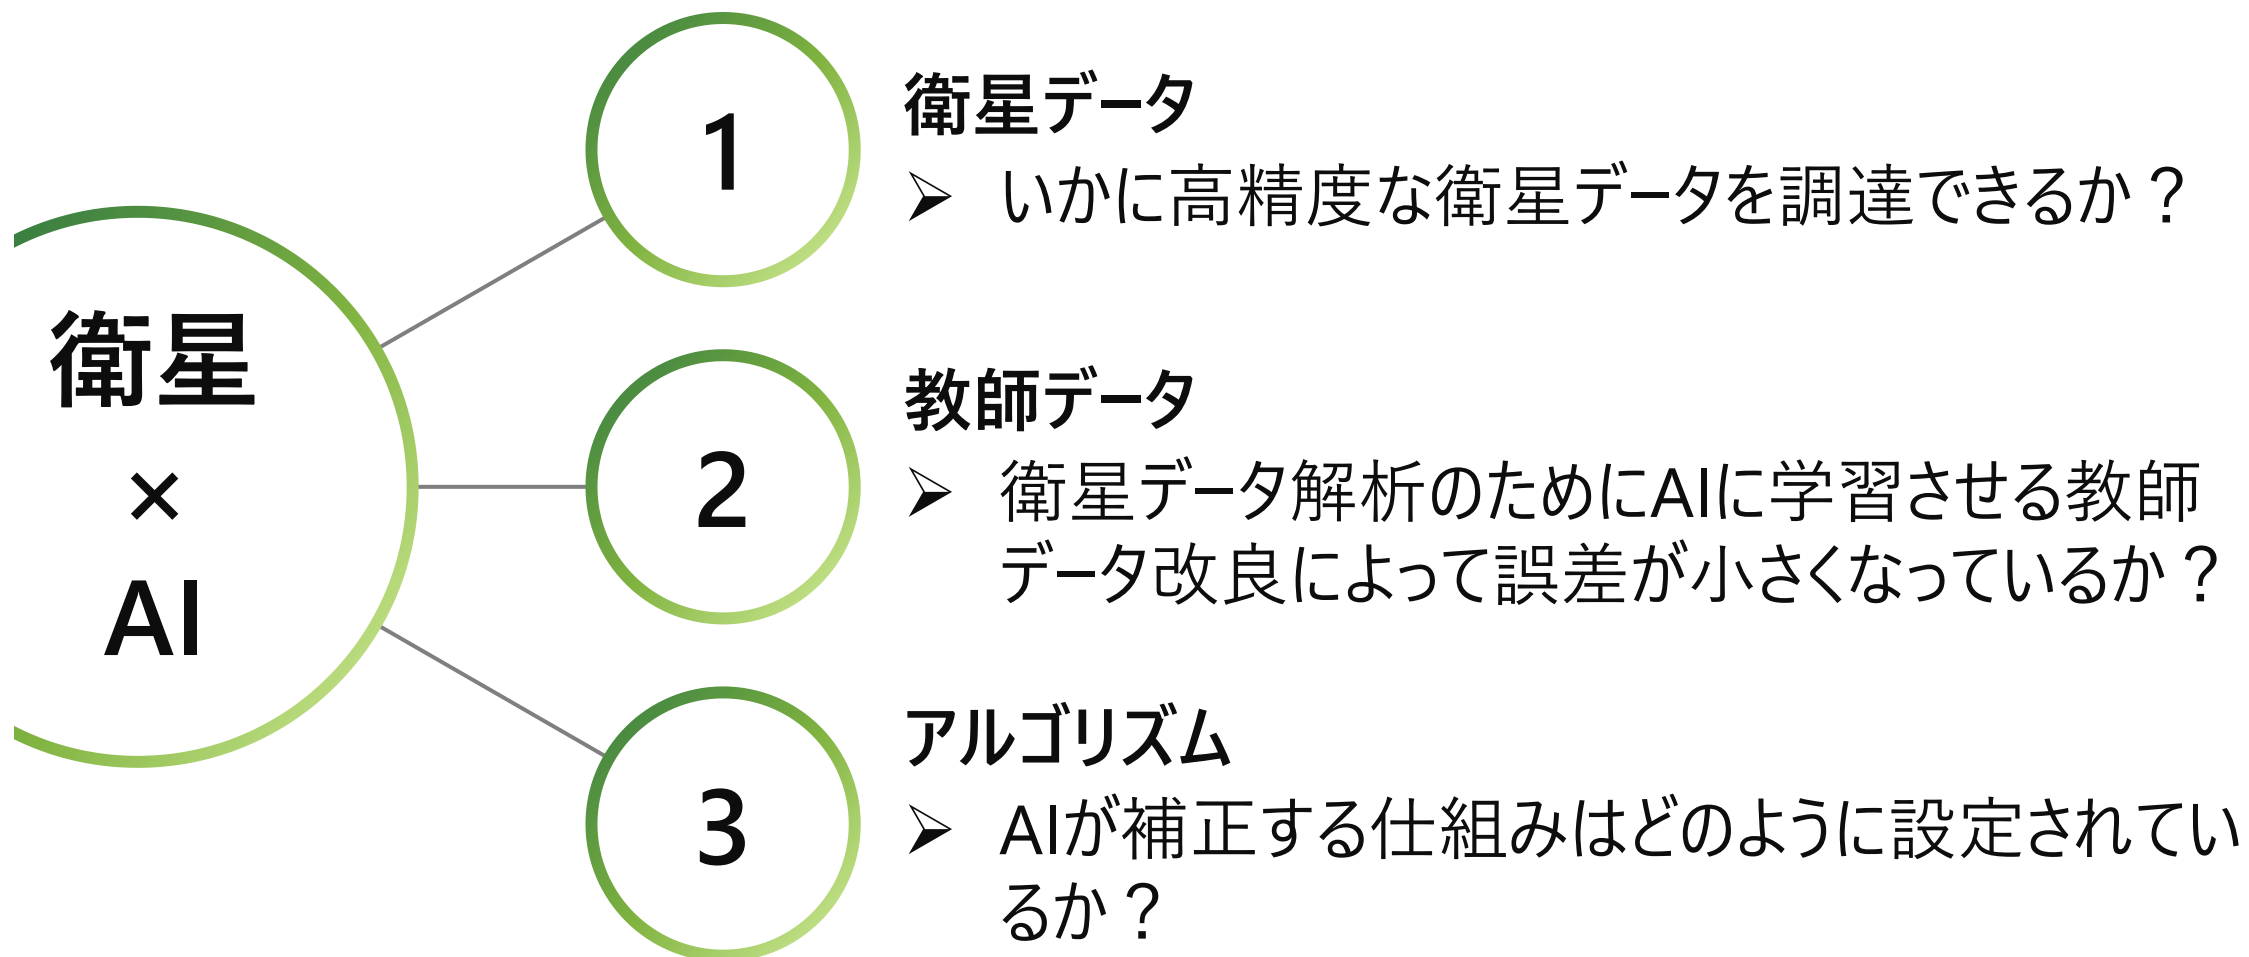 衛星
×
AI
1
衛星データ
➢ いかに高精度な衛星データを調達できるか？
2
教師データ
➢ 衛星データ解析のためにAIに学習させる教師
データ改良によって誤差が小さくなっているか？
3
アルゴリズム
➢ AIが補正する仕組みはどのように設定されてい
るか？